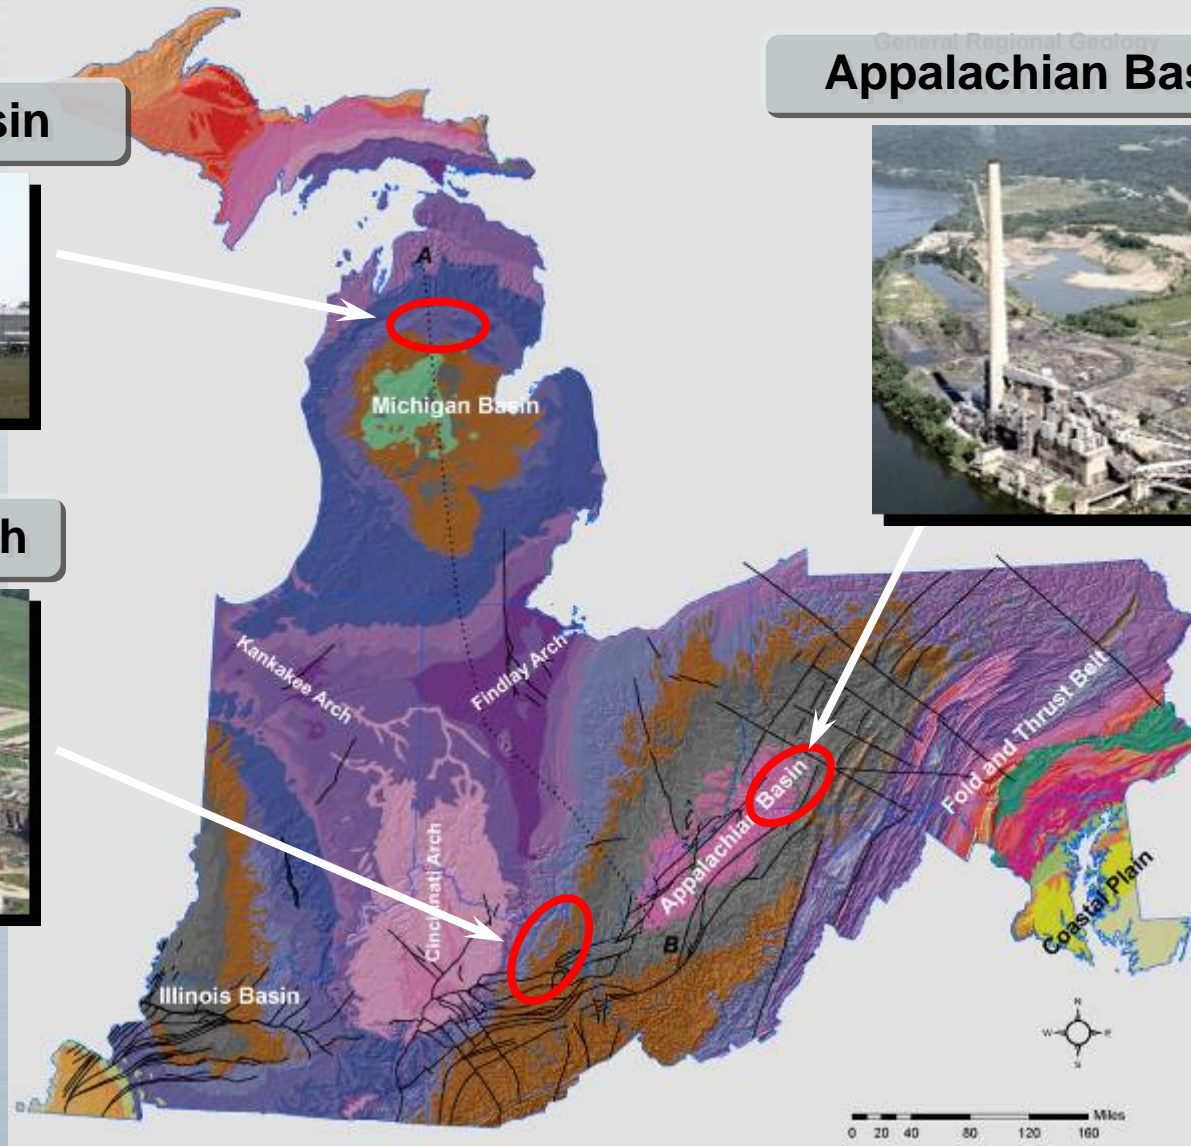 General Regional Geology
Appalachian Bas
sin
h
A
Michigan Basin
Kankakee Arch
Findlay Arch
Fold and Thrust Belt
Appalachian Basin
Cincinnati Arch
Coastal Plain
B
Illinois Basin
N
W E
S
Miles
0 20 40 80 120 160